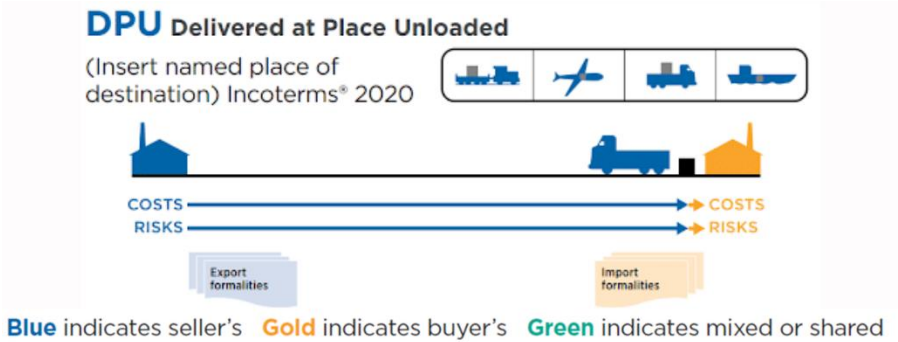 DPU Delivered at Place Unloaded
(Insert named place of
destination) Incoterms® 2020
COSTS COSTS
RISKS RISKS
Export
formalities
Import
formalities
Blue indicates seller's Gold indicates buyer's Green indicates mixed or shared